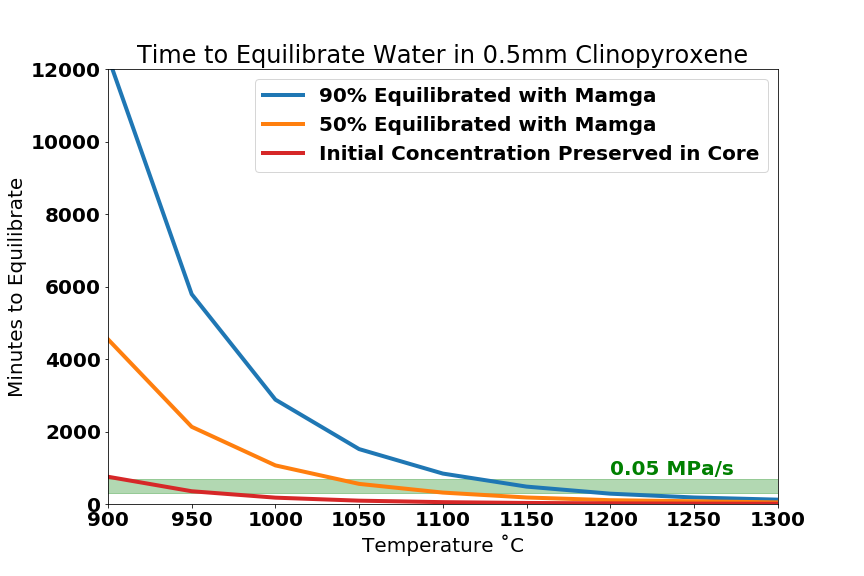 Time to Equilibrate Water in 0.5mm Clinopyroxene
90% Equilibrated with Mamga
50% Equilibrated with Mamga
Initial Concentration Preserved in Core
Minutes to Equilibrate
12000
10000
8000
6000
4000
2000
0
0.05 MPa/s
900 950 1000 1050 1100 1150 1200 1250 1300
Temperature ˚C